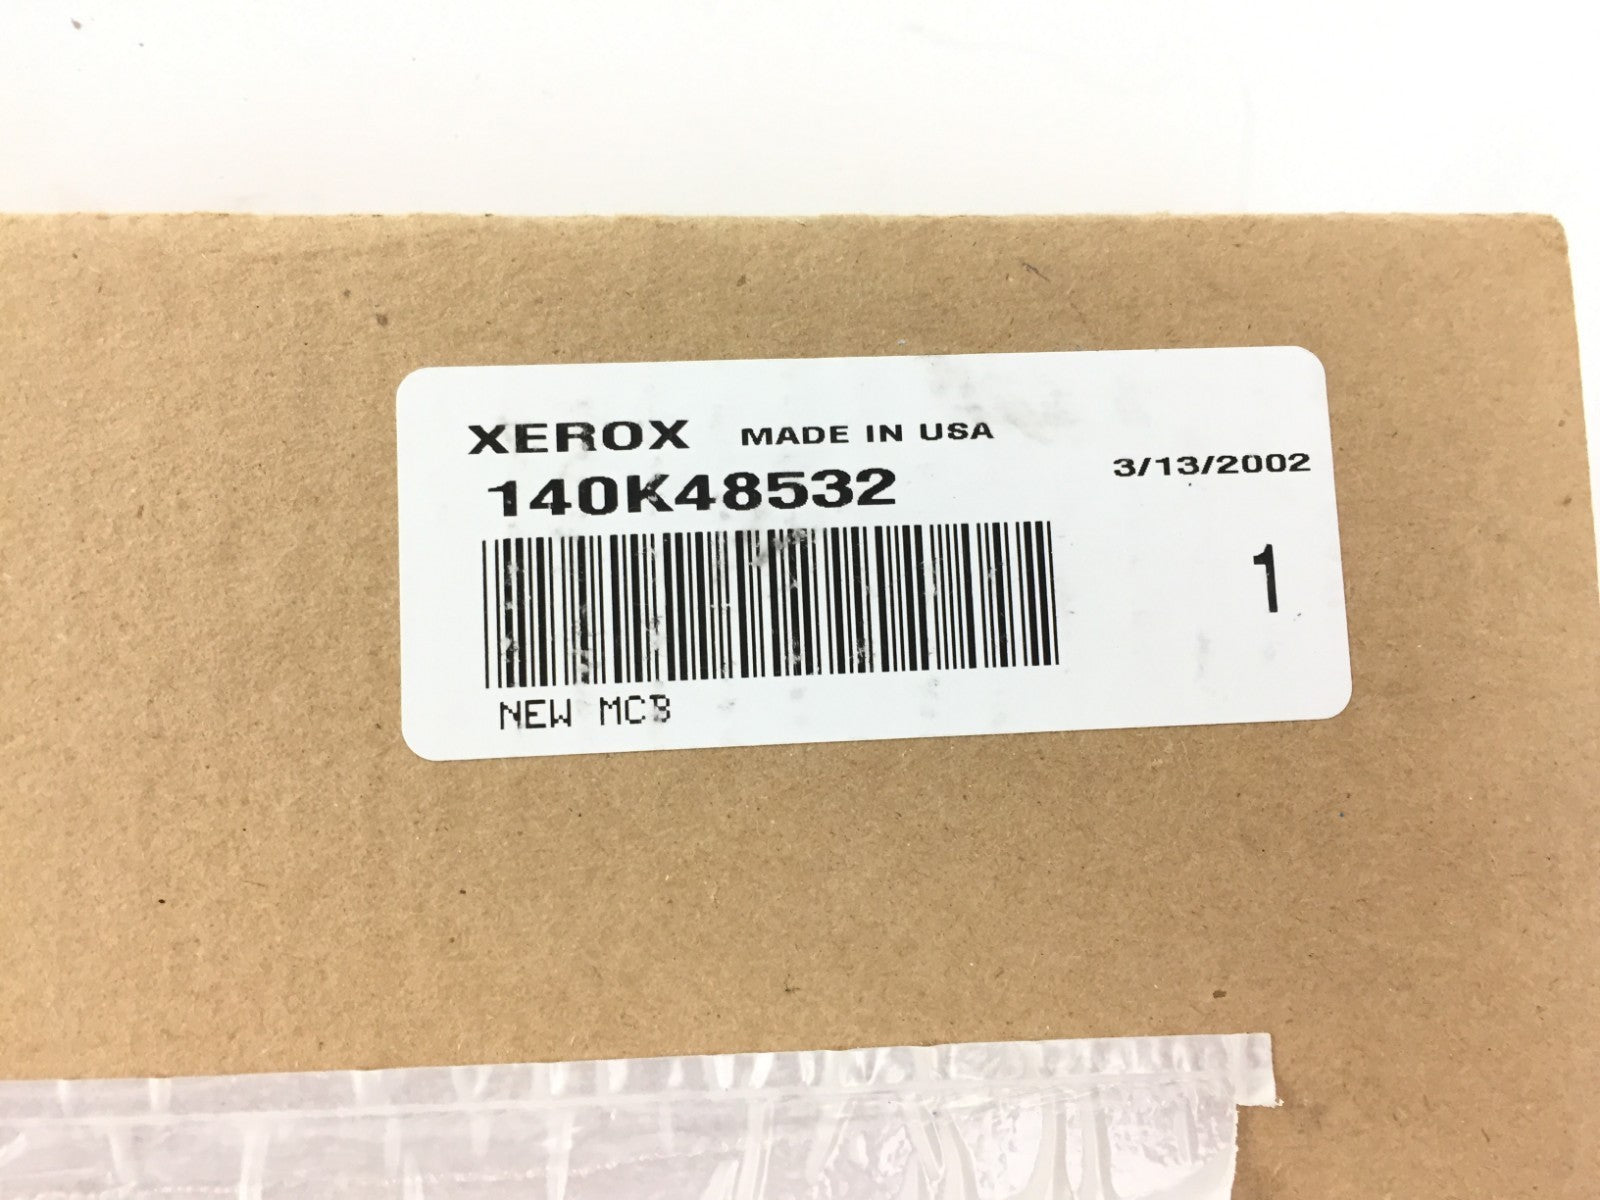 XEROX MADE IN USA
140K48532
3/13/2002
1
NEW MCB